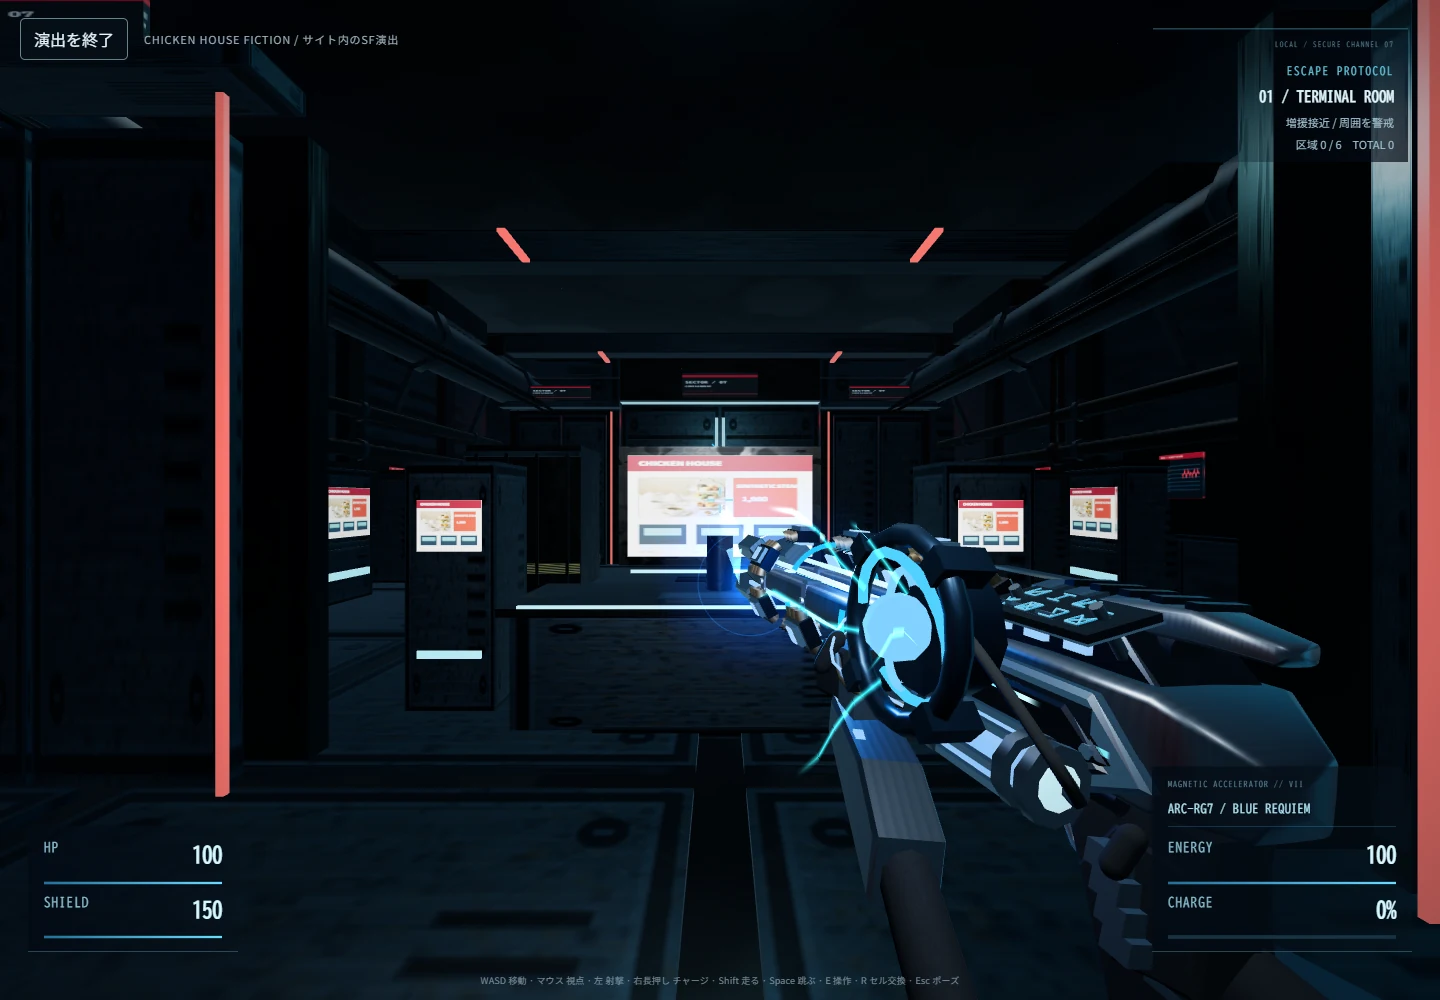 07
演出を終了
CHICKEN HOUSE FICTION / サイト内のSF演出
LOCAL / SECURE CHANNEL 07
ESCAPE PROTOCOL
01 / TERMINAL ROOM
増援接近 / 周囲を警戒
区域 0 / 6 TOTAL 0
SECTOR / 07
CHICKEN HOUSE
MAGNETIC ACCELERATOR // VII
ARC-RG7 / BLUE REQUIEM
HP 100
SHIELD 150
ENERGY 100
CHARGE 0%
WASD 移動 · マウス 視点 · 左 射撃 · 右長押し チャージ · Shift 走る · Space 跳ぶ · E 操作 · R セル交換 · Esc ポーズ